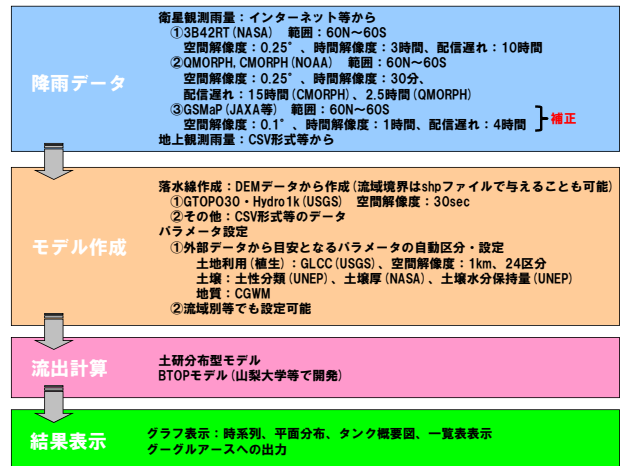 降雨データ
衛星観測雨量：インターネット等から
①3B42RT(NASA) 範囲：60N～60S
空間解像度：0.25°、時間解像度：3時間、配信遅れ：10時間
②QMORPH,CMORPH(NOAA) 範囲：60N～60S
空間解像度：0.25°、時間解像度：30分、
配信遅れ：15時間(CMORPH)、2.5時間(QMORPH)
③GSMaP(JAXA等) 範囲：60N～60S
空間解像度：0.1°、時間解像度：1時間、配信遅れ：4時間
補正
地上観測雨量：CSV形式等から
モデル作成
落水線作成：DEMデータから作成(流域境界はshpファイルで与えることも可能)
①GTOPO30・Hydro1k(USGS) 空間解像度：30sec
②その他：CSV形式等のデータ
パラメータ設定
①外部データから目安となるパラメータの自動区分・設定
土地利用(植生)：GLCC(USGS)、空間解像度：1km、24区分
土壌：土性分類(UNEP)、土壌厚(NASA)、土壌水分保持量(UNEP)
地質：CGWM
②流域別等でも設定可能
流出計算
土研分布型モデル
BTOPモデル(山梨大学等で開発)
結果表示
グラフ表示：時系列、平面分布、タンク概要図、一覧表表示
グーグルアースへの出力